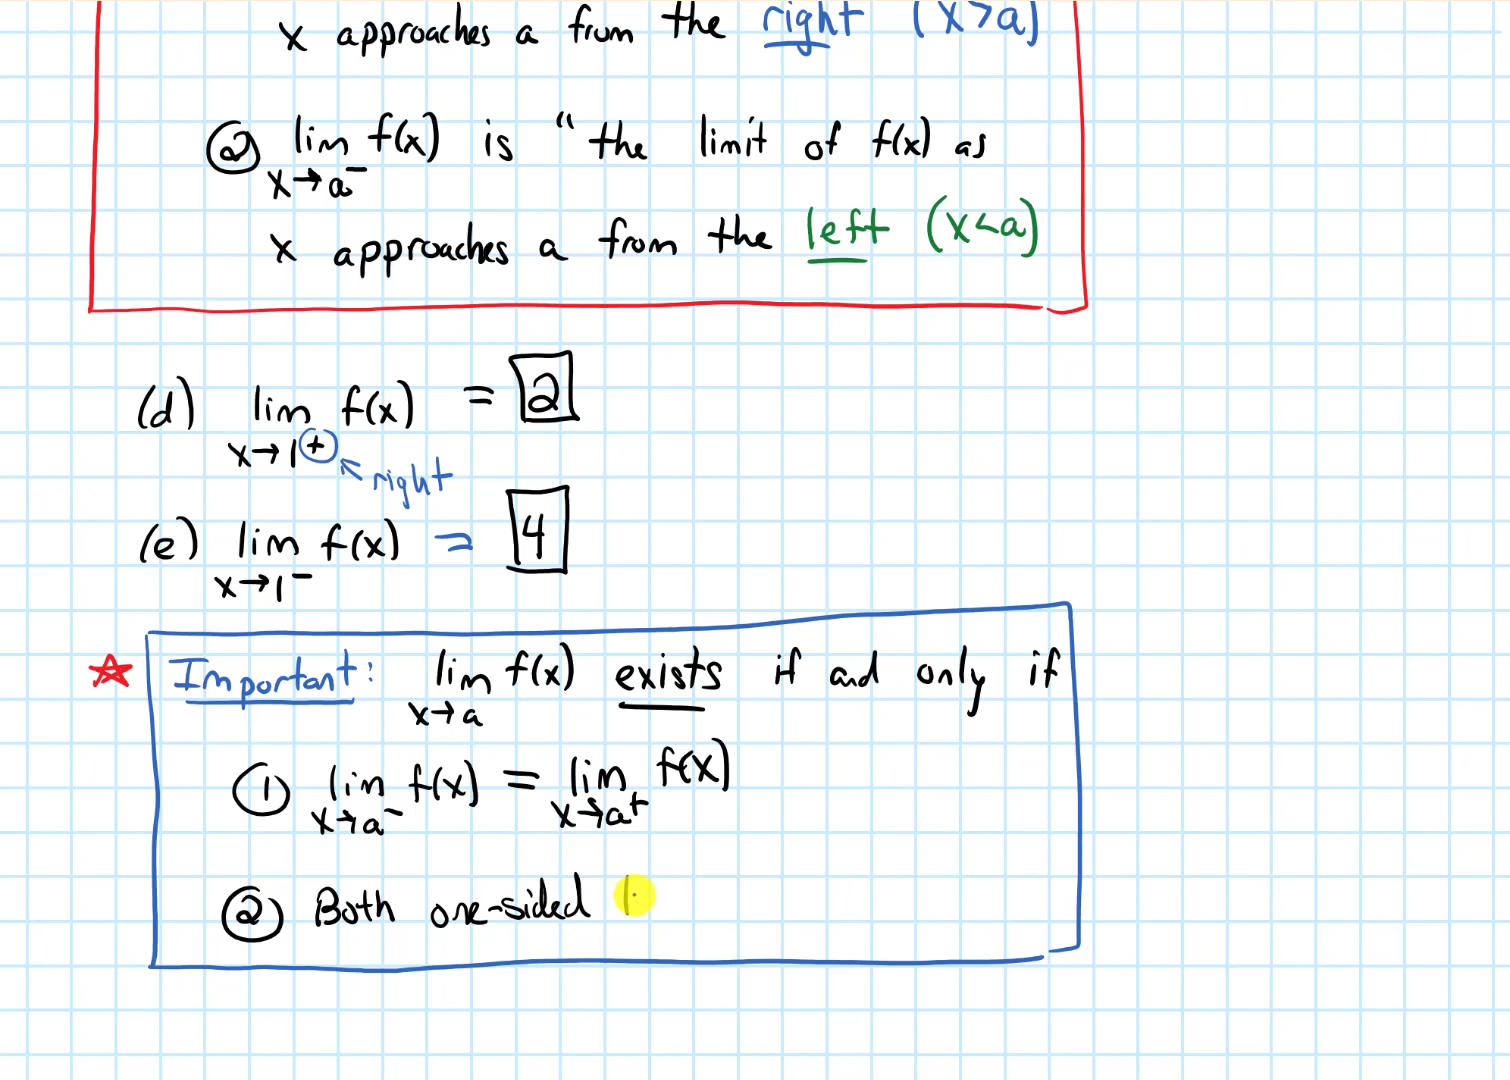 x approaches a from the right (x>a)
② lim f(x) is "the limit of f(x) as
x→a⁻
x approaches a from the left (x<a)
(d) lim f(x) = 2
x→1⁺
right
(e) lim f(x) = 4
x→1⁻
Important: lim f(x) exists if and only if
x→a
① lim f(x) = lim f(x)
x→a⁻ x→a⁺
② Both one-sided